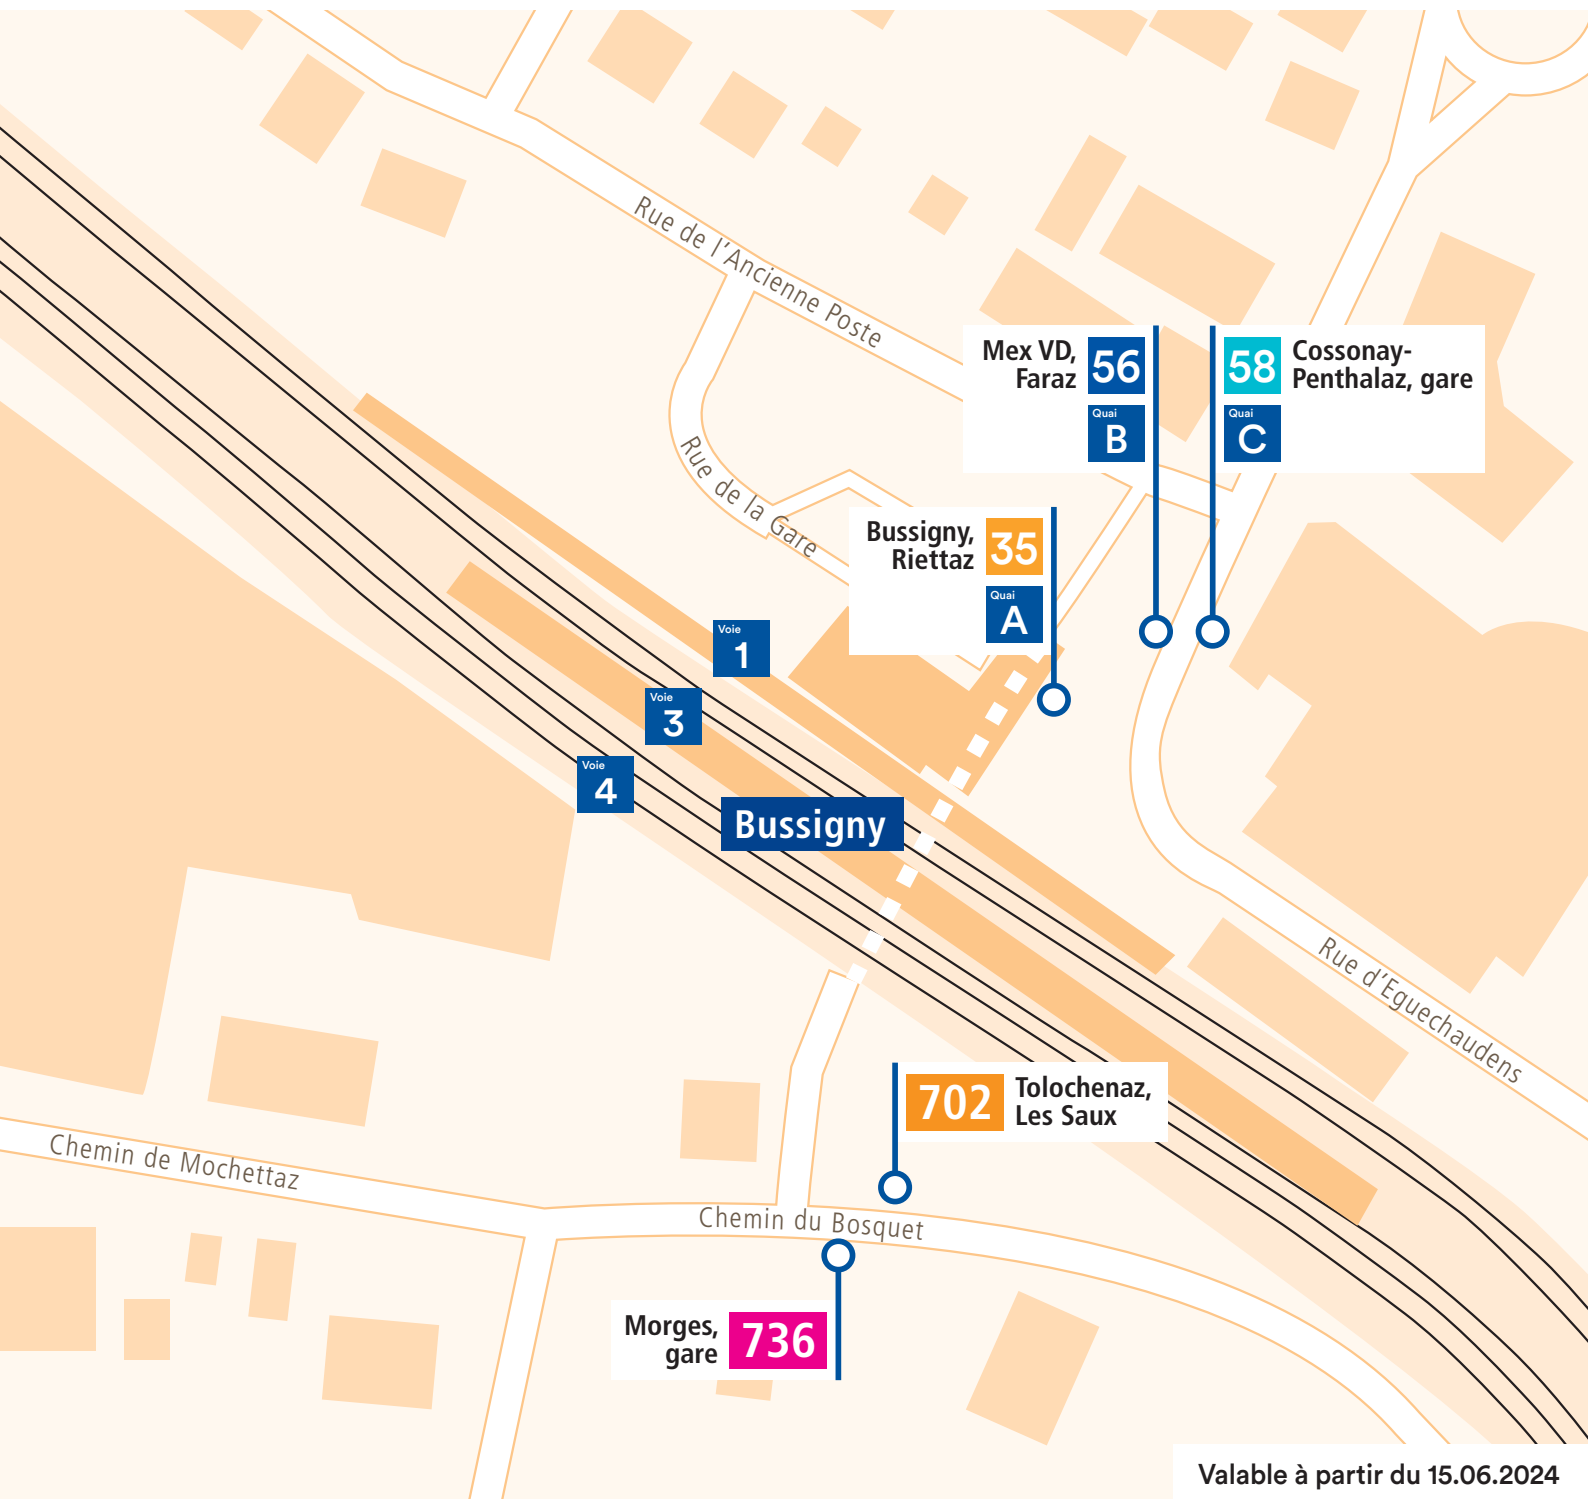 Rue de l'Ancienne Poste
Mex VD,
Faraz
56
Quai
B
58
Cossonay-
Penthalaz, gare
Quai
C
Rue de la Gare
Bussigny,
Riettaz
35
Quai
A
Voie
1
Voie
3
Voie
4
Bussigny
Rue d'Eguechaudens
702
Tolochenaz,
Les Saux
Chemin de Mochettaz
Chemin du Bosquet
Morges,
gare
736
Valable à partir du 15.06.2024